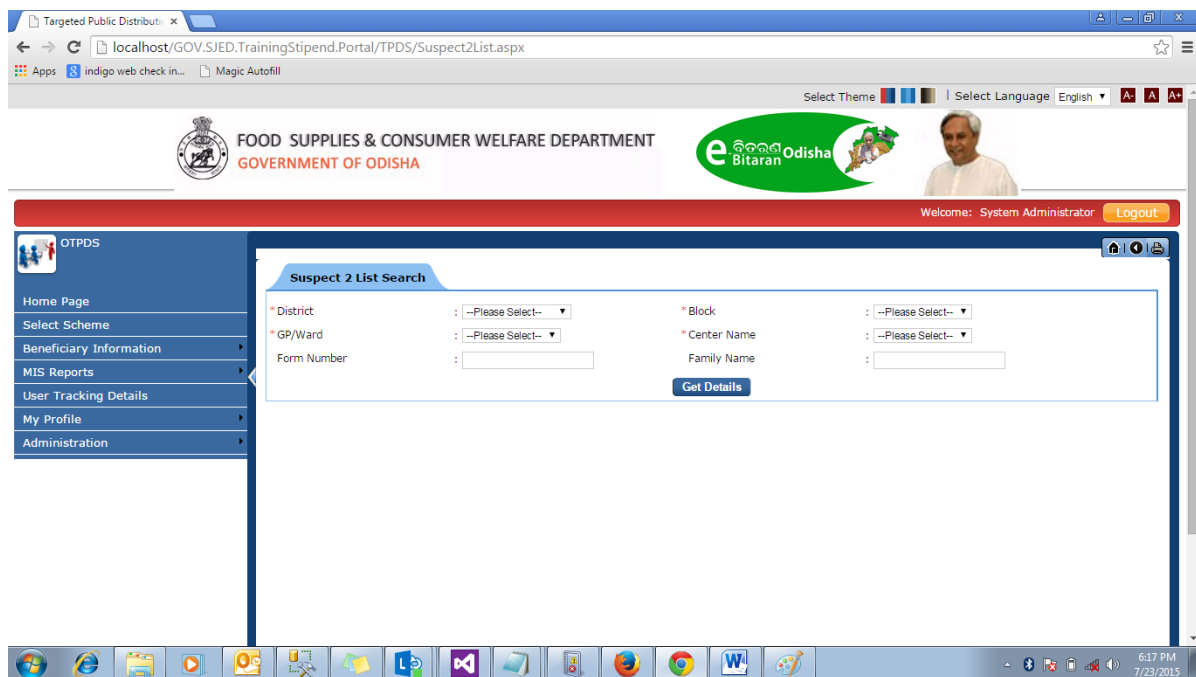 Targeted Public Distributi
localhost/GOV.SJED.TrainingStipend.Portal/TPDS/Suspect2List.aspx
Apps indigo web check in... Magic Autofill
Select Theme | Select Language English A- A A+
FOOD SUPPLIES & CONSUMER WELFARE DEPARTMENT
GOVERNMENT OF ODISHA
e ବିତରଣ Bitaran Odisha
Welcome: System Administrator Logout
OTPDS
Home Page
Select Scheme
Beneficiary Information
MIS Reports
User Tracking Details
My Profile
Administration
Suspect 2 List Search
* District : --Please Select-- * Block : --Please Select--
* GP/Ward : --Please Select-- * Center Name : --Please Select--
Form Number : Family Name :
Get Details
6:17 PM
7/23/2015